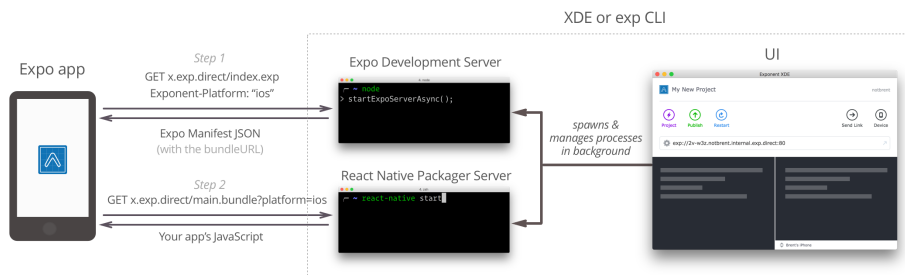 XDE or exp CLI
Expo app
Step 1
GET x.exp.direct/index.exp
Exponent-Platform: "ios"
Expo Manifest JSON
(with the bundleURL)
Step 2
GET x.exp.direct/main.bundle?platform=ios
Your app's JavaScript
Expo Development Server
node
> startExpoServerAsync();
React Native Packager Server
react-native start
spawns &
manages processes
in background
UI
Exponent XDE
My New Project
notbrent
Project
Publish
Restart
Send Link
Device
exp://2v-w3z.notbrent.internal.exp.direct:80
Brent's iPhone